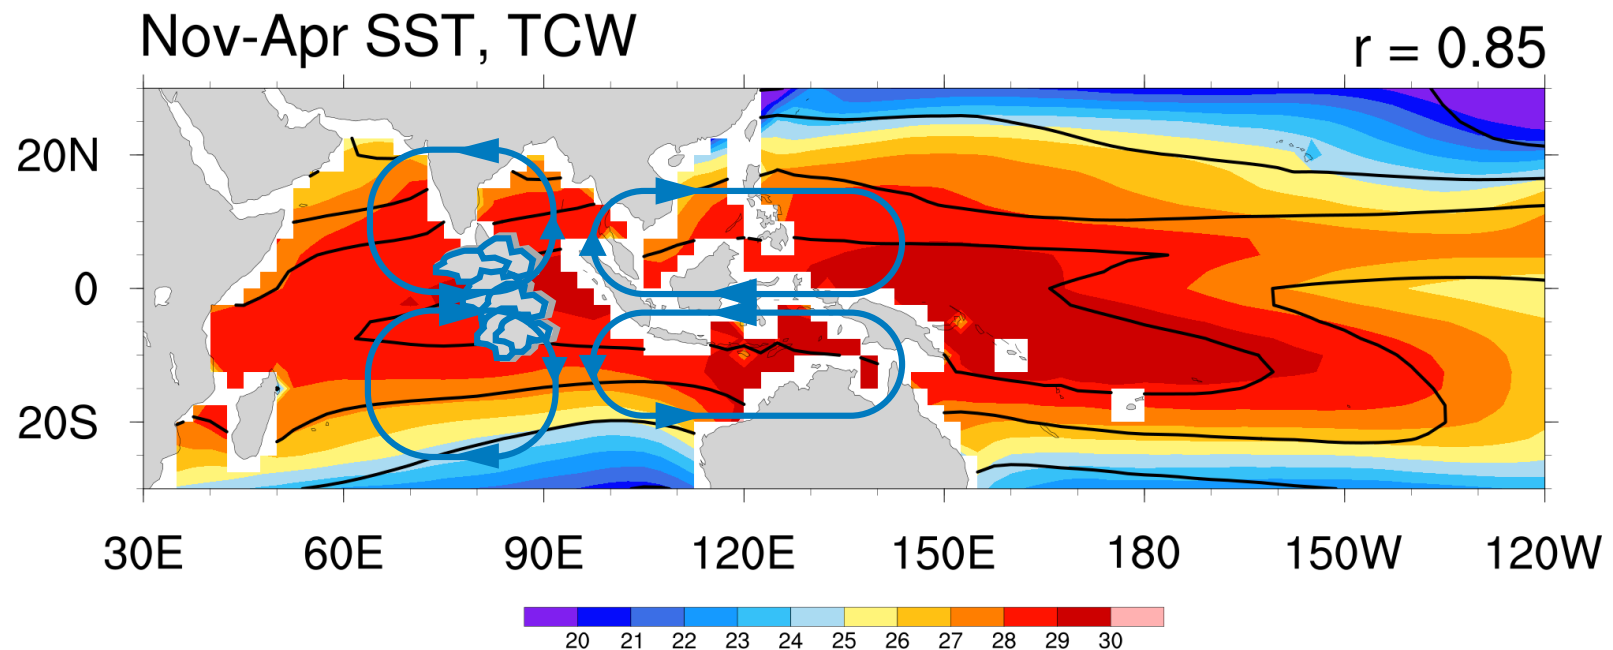 Nov-Apr SST, TCW
r = 0.85
20N
0
20S
30E 60E 90E 120E 150E 180 150W 120W
20 21 22 23 24 25 26 27 28 29 30